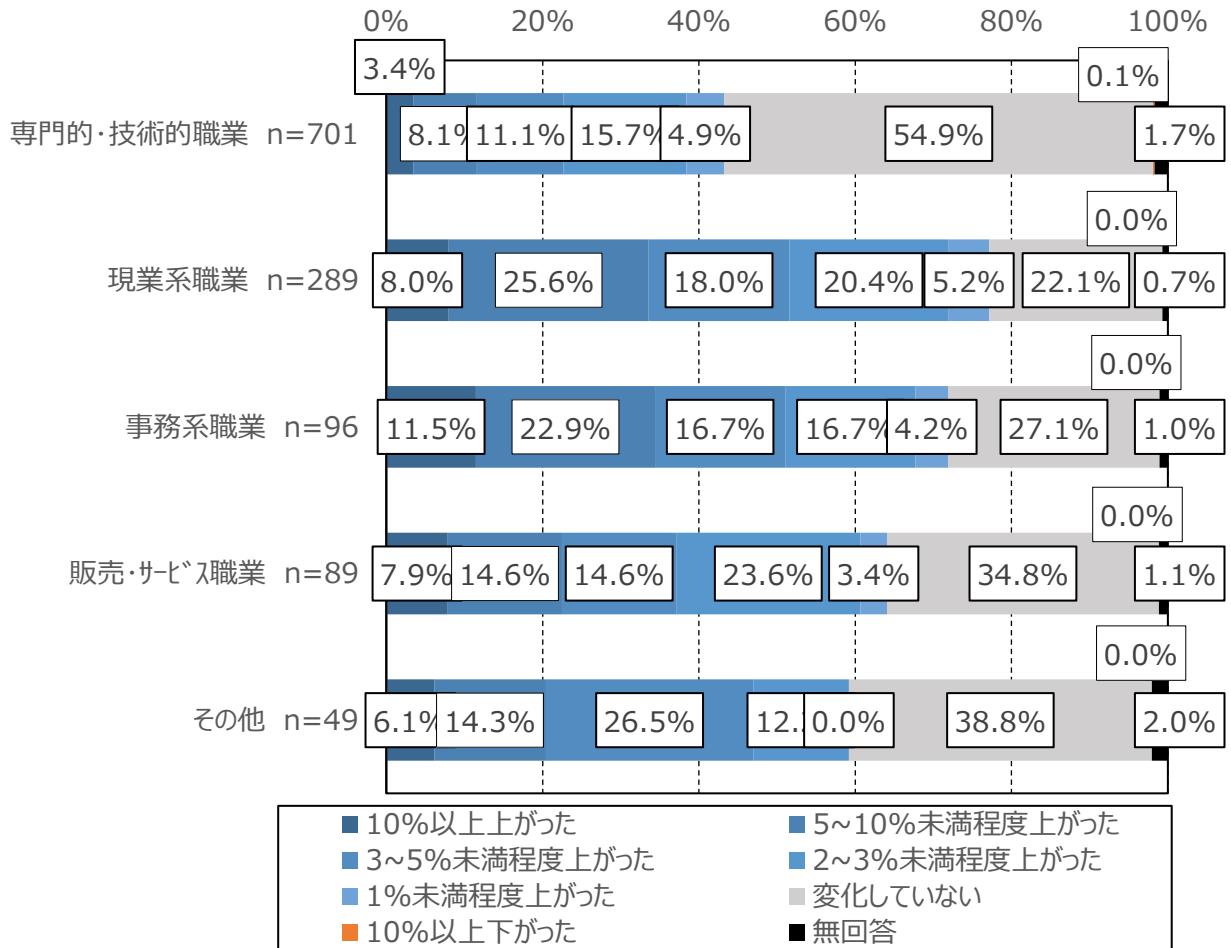 0% 20% 40% 60% 80% 100%
3.4% 0.1%
専門的・技術的職業 n=701 8.1% 11.1% 15.7% 4.9% 54.9% 1.7%
0.0%
現業系職業 n=289 8.0% 25.6% 18.0% 20.4% 5.2% 22.1% 0.7%
0.0%
事務系職業 n=96 11.5% 22.9% 16.7% 16.7% 4.2% 27.1% 1.0%
0.0%
販売・ｻｰﾋﾞｽ職業 n=89 7.9% 14.6% 14.6% 23.6% 3.4% 34.8% 1.1%
0.0%
その他 n=49 6.1% 14.3% 26.5% 12. 0.0% 38.8% 2.0%
10%以上上がった 5~10%未満程度上がった
3~5%未満程度上がった 2~3%未満程度上がった
1%未満程度上がった 変化していない
10%以上下がった 無回答